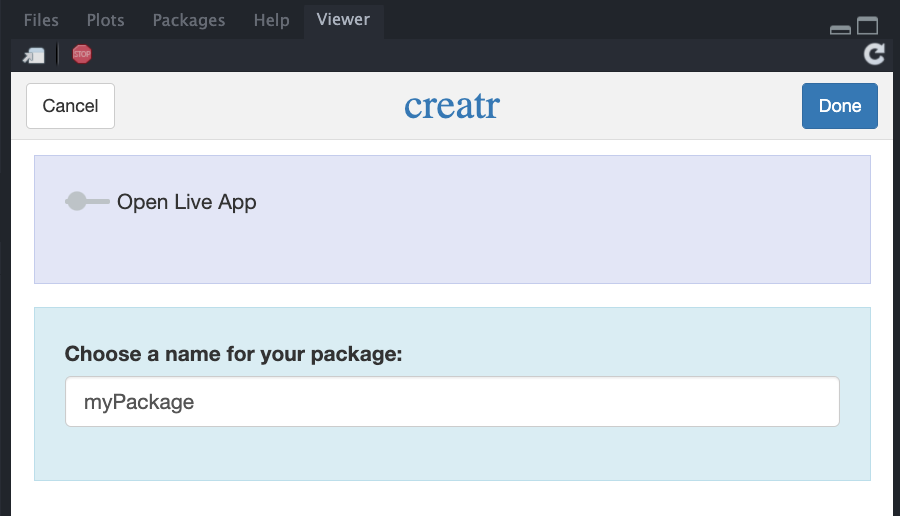 Files Plots Packages Help Viewer
STOP
Cancel creatr Done
Open Live App
Choose a name for your package:
myPackage